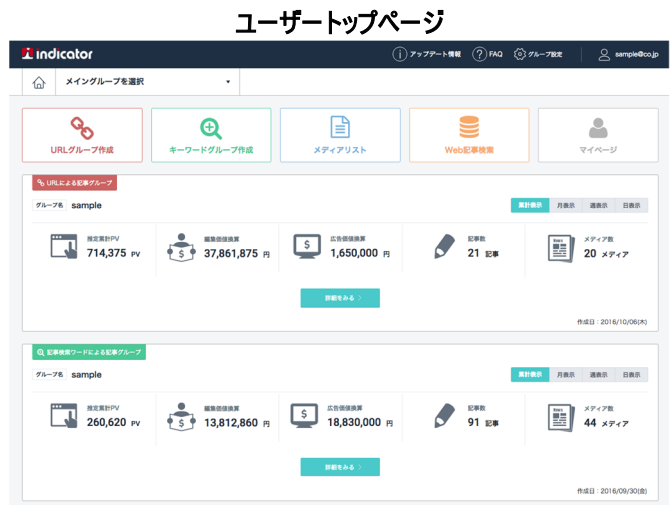 ユーザートップページ
indicator
アップデート情報 FAQ グループ設定 sample@co.jp
メイングループを選択
URLグループ作成 キーワードグループ作成 メディアリスト Web記事検索 マイページ
URLによる記事グループ
グループ名 sample 累計表示 月表示 週表示 日表示
推定累計PV 編集価値換算 広告価値換算 記事数 メディア数
714,375 PV 37,861,875 円 1,650,000 円 21 記事 20 メディア
詳細をみる
作成日：2016/10/06(木)
記事検索ワードによる記事グループ
グループ名 sample 累計表示 月表示 週表示 日表示
推定累計PV 編集価値換算 広告価値換算 記事数 メディア数
260,620 PV 13,812,860 円 18,830,000 円 91 記事 44 メディア
詳細をみる
作成日：2016/09/30(金)